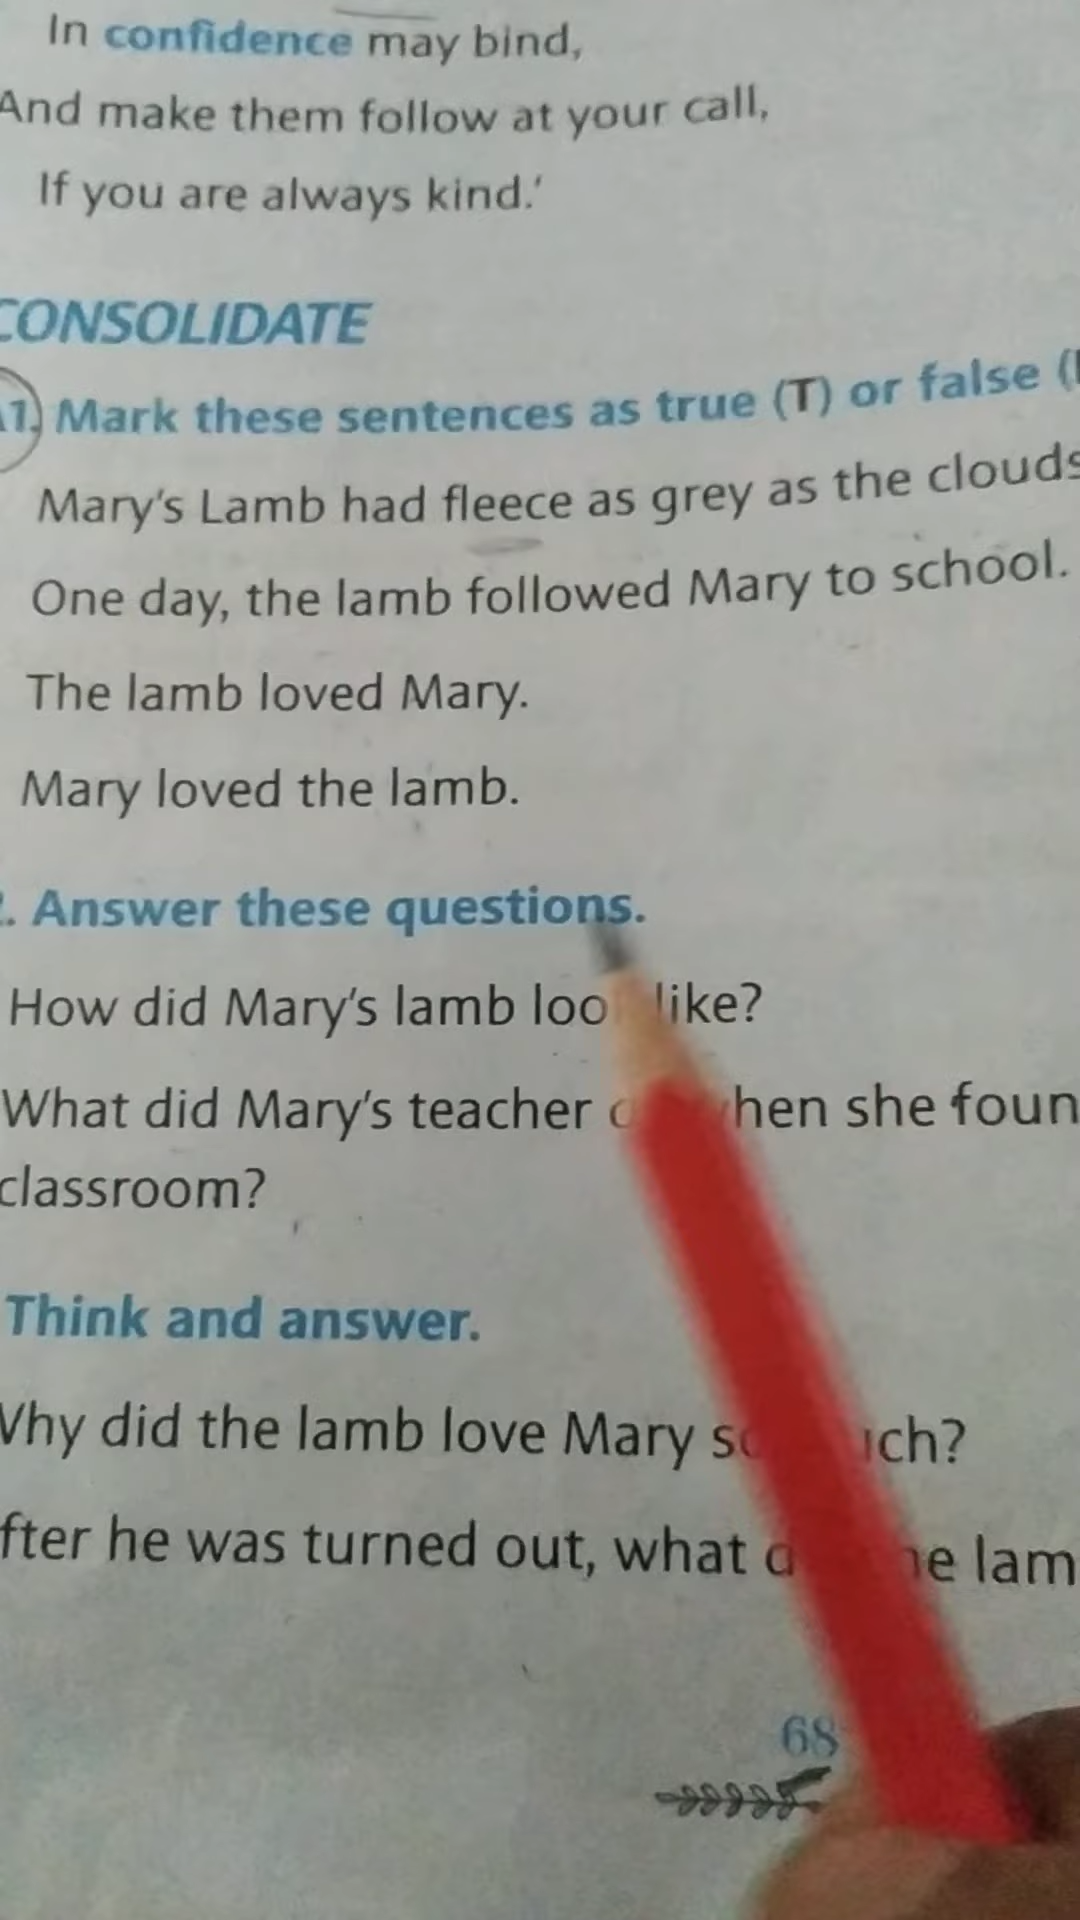 In confidence may bind,
And make them follow at your call,
If you are always kind.'
CONSOLIDATE
1. Mark these sentences as true (T) or false (
Mary's Lamb had fleece as grey as the clouds
One day, the lamb followed Mary to school.
The lamb loved Mary.
Mary loved the lamb.
. Answer these questions.
How did Mary's lamb loo like?
What did Mary's teacher hen she foun
classroom?
Think and answer.
Why did the lamb love Mary s ch?
fter he was turned out, what e lam
68